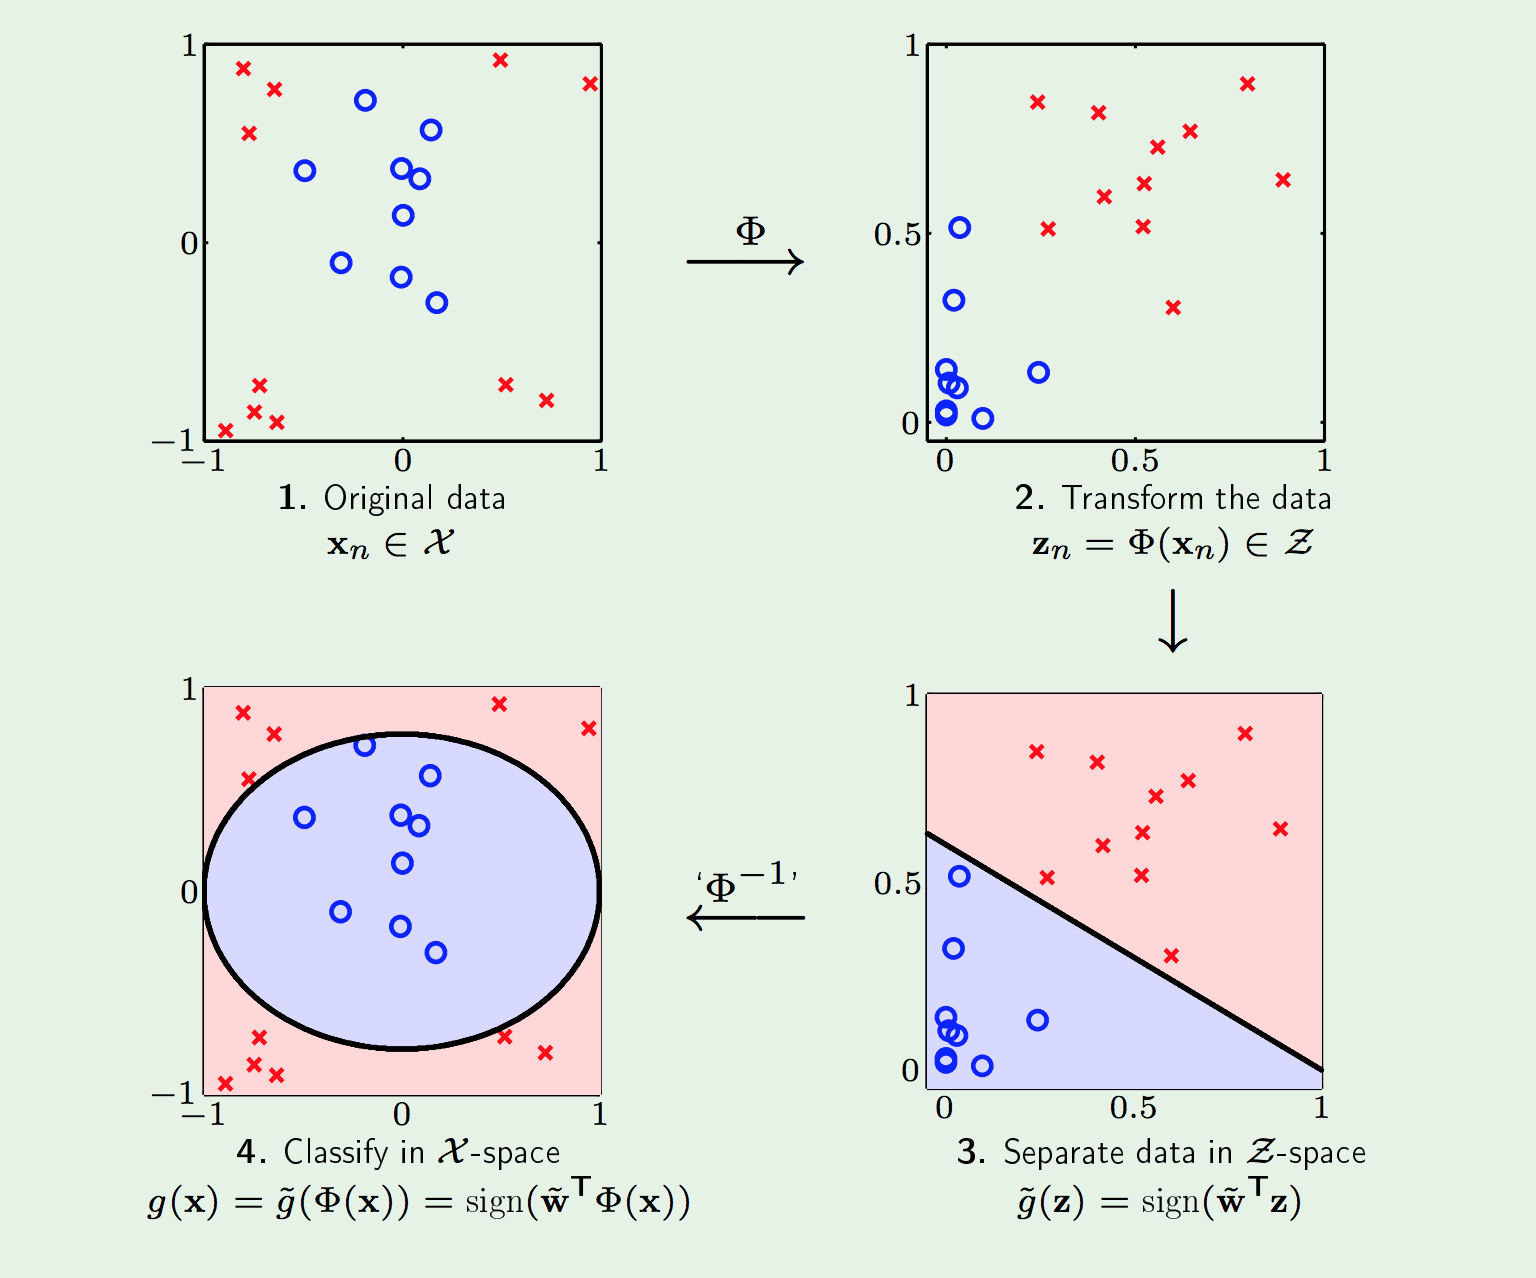 1
0
−1
−1 0 1
1. Original data
xₙ ∈ 𝒳
Φ
1
0.5
0
0 0.5 1
2. Transform the data
zₙ = Φ(xₙ) ∈ 𝒵
1
0
−1
−1 0 1
4. Classify in 𝒳-space
g(x) = g̃(Φ(x)) = sign(w̃ᵀΦ(x))
‘Φ⁻¹’
1
0.5
0
0 0.5 1
3. Separate data in 𝒵-space
g̃(z) = sign(w̃ᵀz)